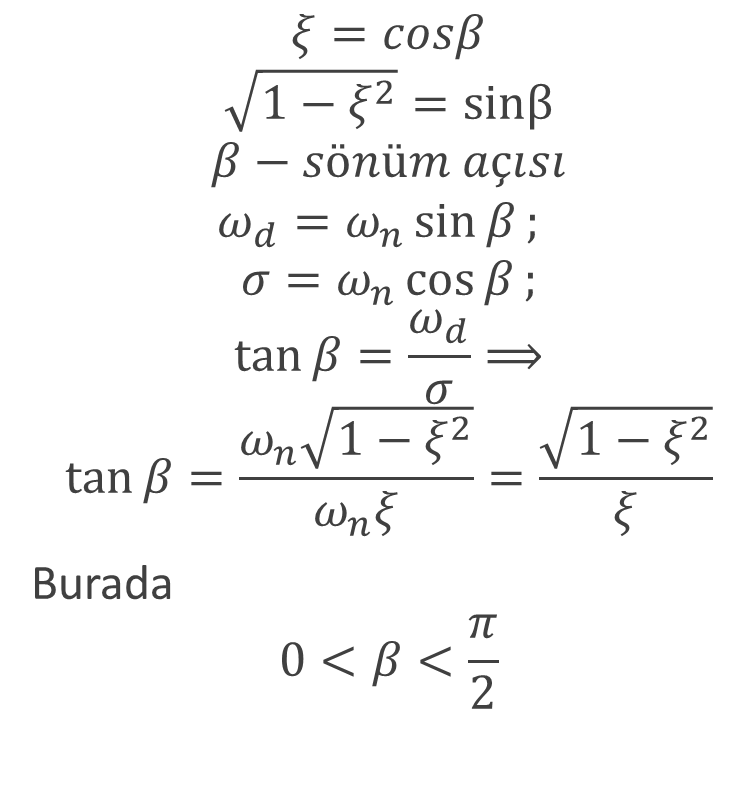 ξ = cosβ
√(1 − ξ²) = sinβ
β − sönüm açısı
ω_d = ω_n sin β ;
σ = ω_n cos β ;
tan β = ω_d / σ ⟹
tan β = ω_n√(1 − ξ²) / ω_nξ = √(1 − ξ²) / ξ
Burada
0 < β < π / 2